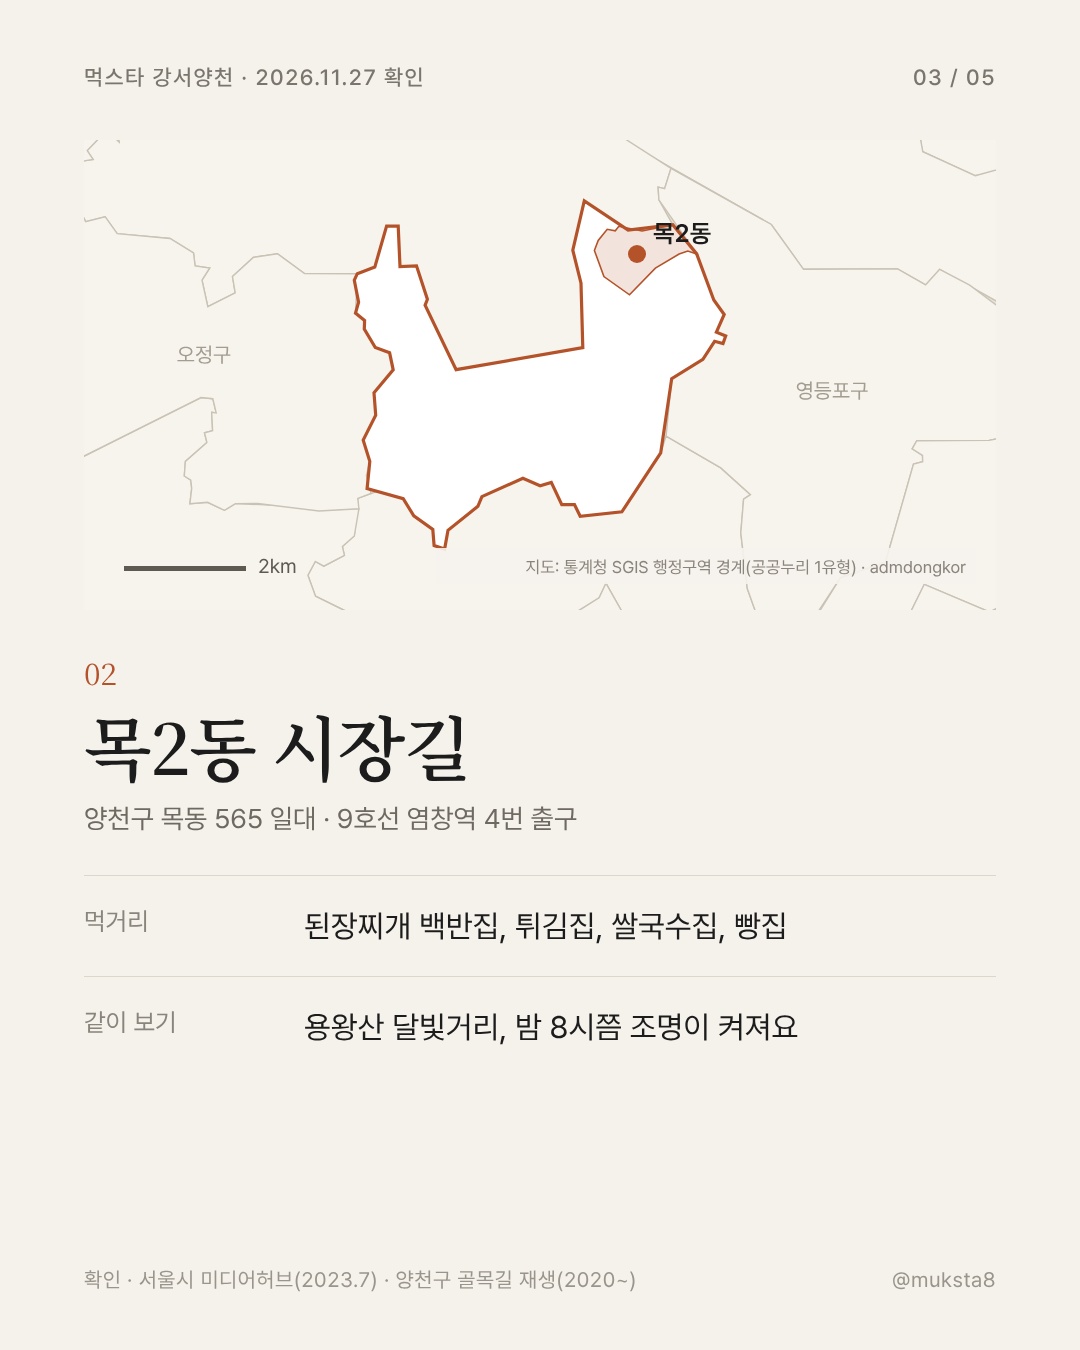 먹스타 강서양천 · 2026.11.27 확인
03 / 05
목2동
오정구
영등포구
2km
지도: 통계청 SGIS 행정구역 경계(공공누리 1유형) · admdongkor
02
목2동 시장길
양천구 목동 565 일대 · 9호선 염창역 4번 출구
먹거리
된장찌개 백반집, 튀김집, 쌀국수집, 빵집
같이 보기
용왕산 달빛거리, 밤 8시쯤 조명이 켜져요
확인 · 서울시 미디어허브(2023.7) · 양천구 골목길 재생(2020~)
@muksta8